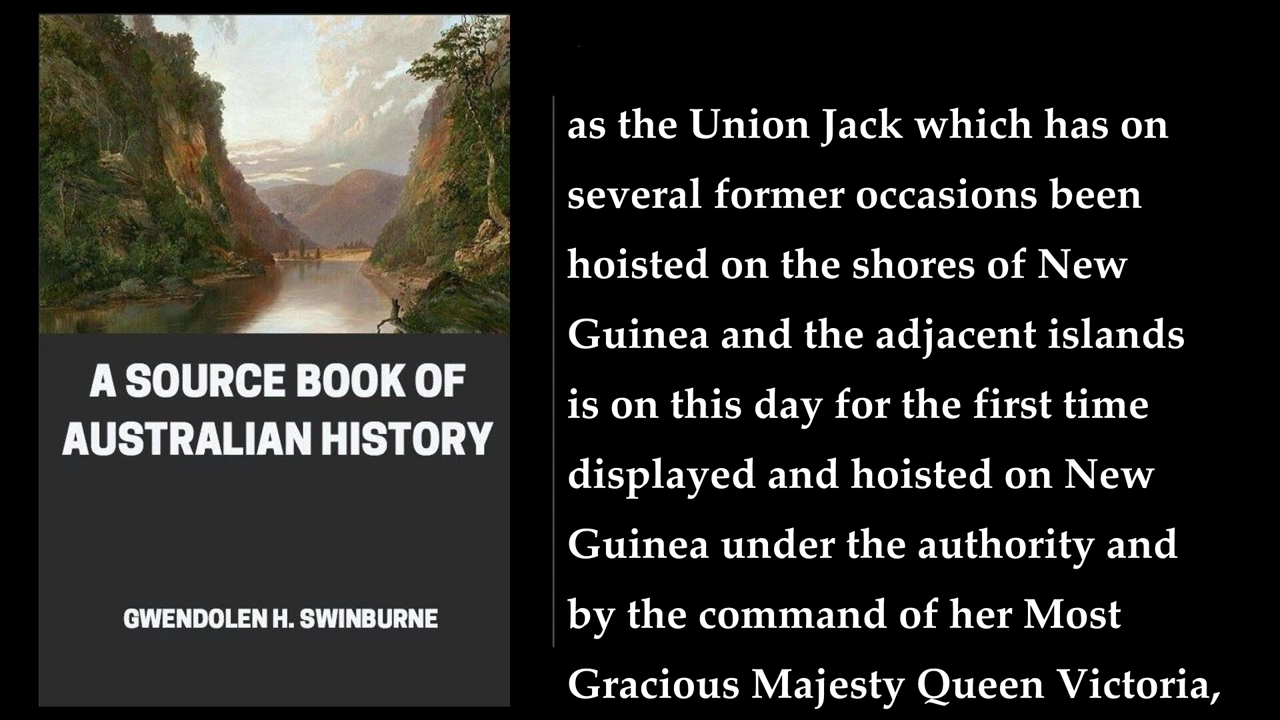 A SOURCE BOOK OF
AUSTRALIAN HISTORY
GWENDOLEN H. SWINBURNE
as the Union Jack which has on
several former occasions been
hoisted on the shores of New
Guinea and the adjacent islands
is on this day for the first time
displayed and hoisted on New
Guinea under the authority and
by the command of her Most
Gracious Majesty Queen Victoria,